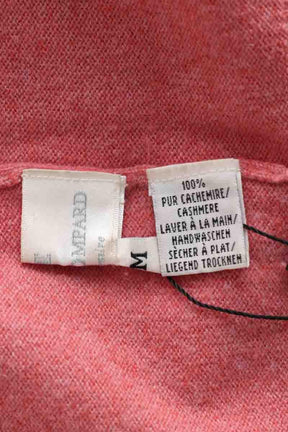 OMPARD
M
100%
PUR CACHEMIRE/
CASHMERE
LAVER À LA MAIN/
HANDWASCHEN
SÉCHER À PLAT/
LIEGEND TROCKNEN